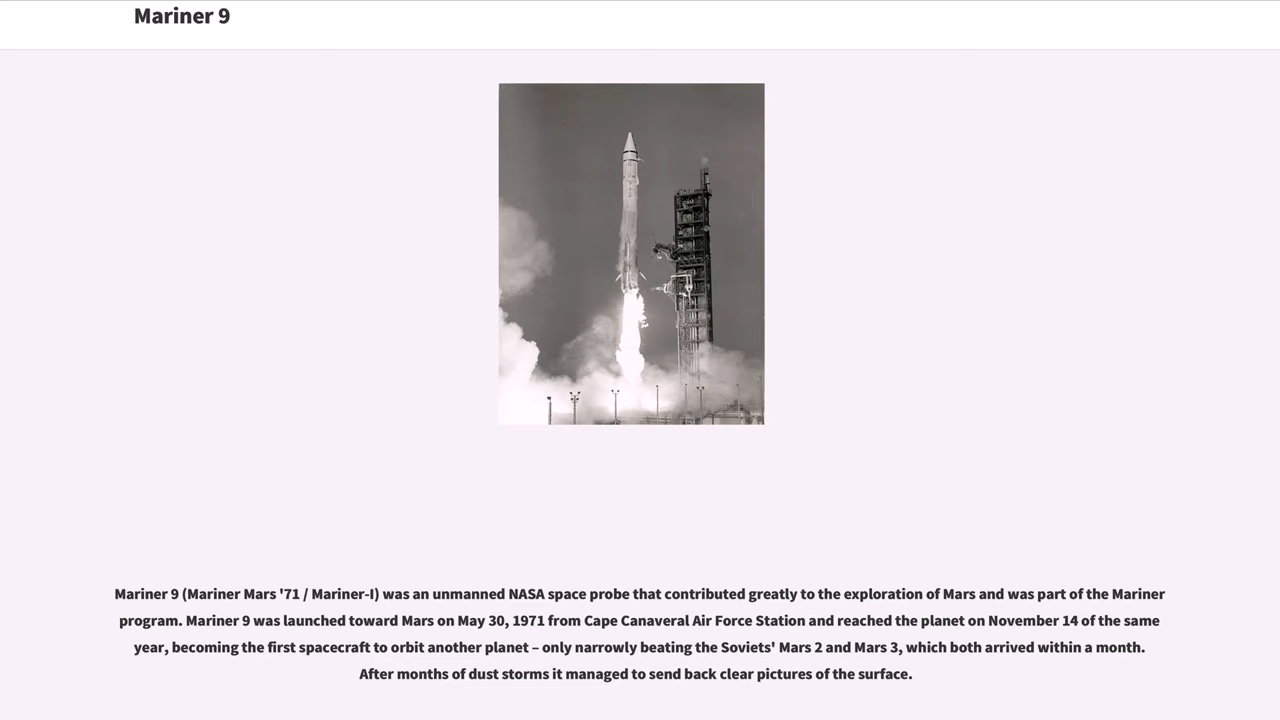 Mariner 9
Mariner 9 (Mariner Mars '71 / Mariner-I) was an unmanned NASA space probe that contributed greatly to the exploration of Mars and was part of the Mariner
program. Mariner 9 was launched toward Mars on May 30, 1971 from Cape Canaveral Air Force Station and reached the planet on November 14 of the same
year, becoming the first spacecraft to orbit another planet – only narrowly beating the Soviets' Mars 2 and Mars 3, which both arrived within a month.
After months of dust storms it managed to send back clear pictures of the surface.